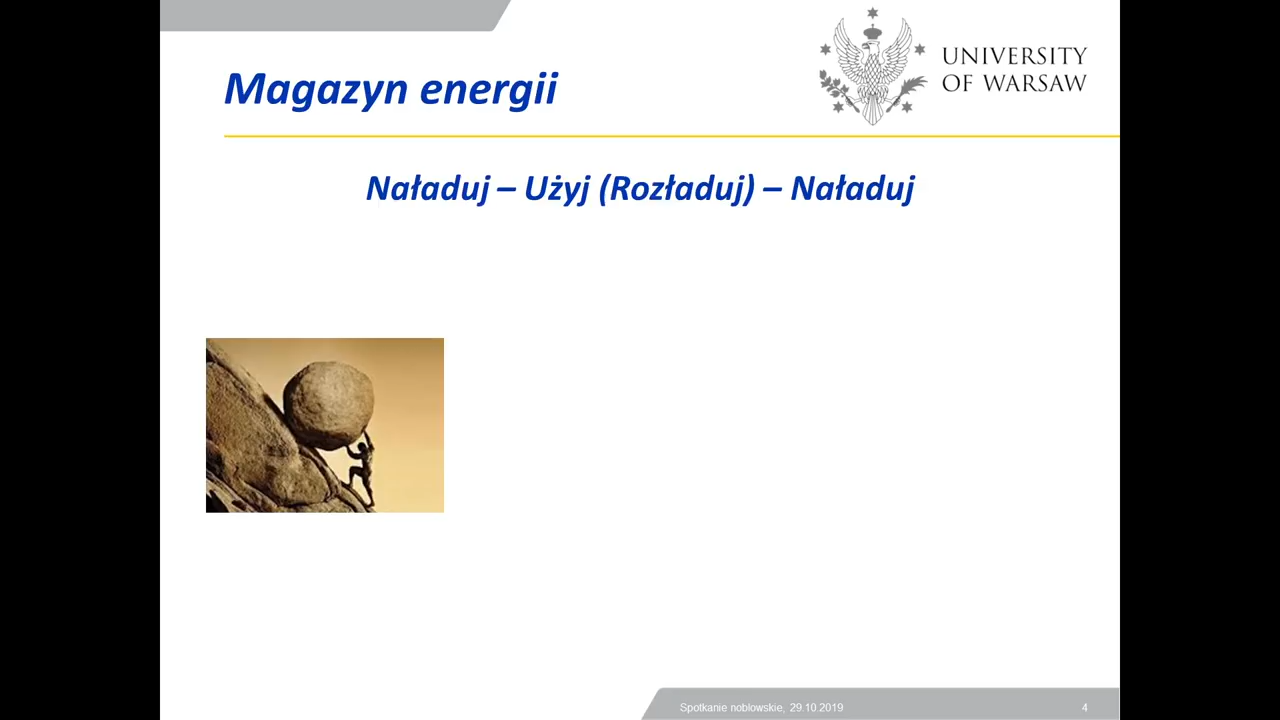 Magazyn energii
UNIVERSITY
OF WARSAW
Naładuj – Użyj (Rozładuj) – Naładuj
Spotkanie noblowskie, 29.10.2019
4